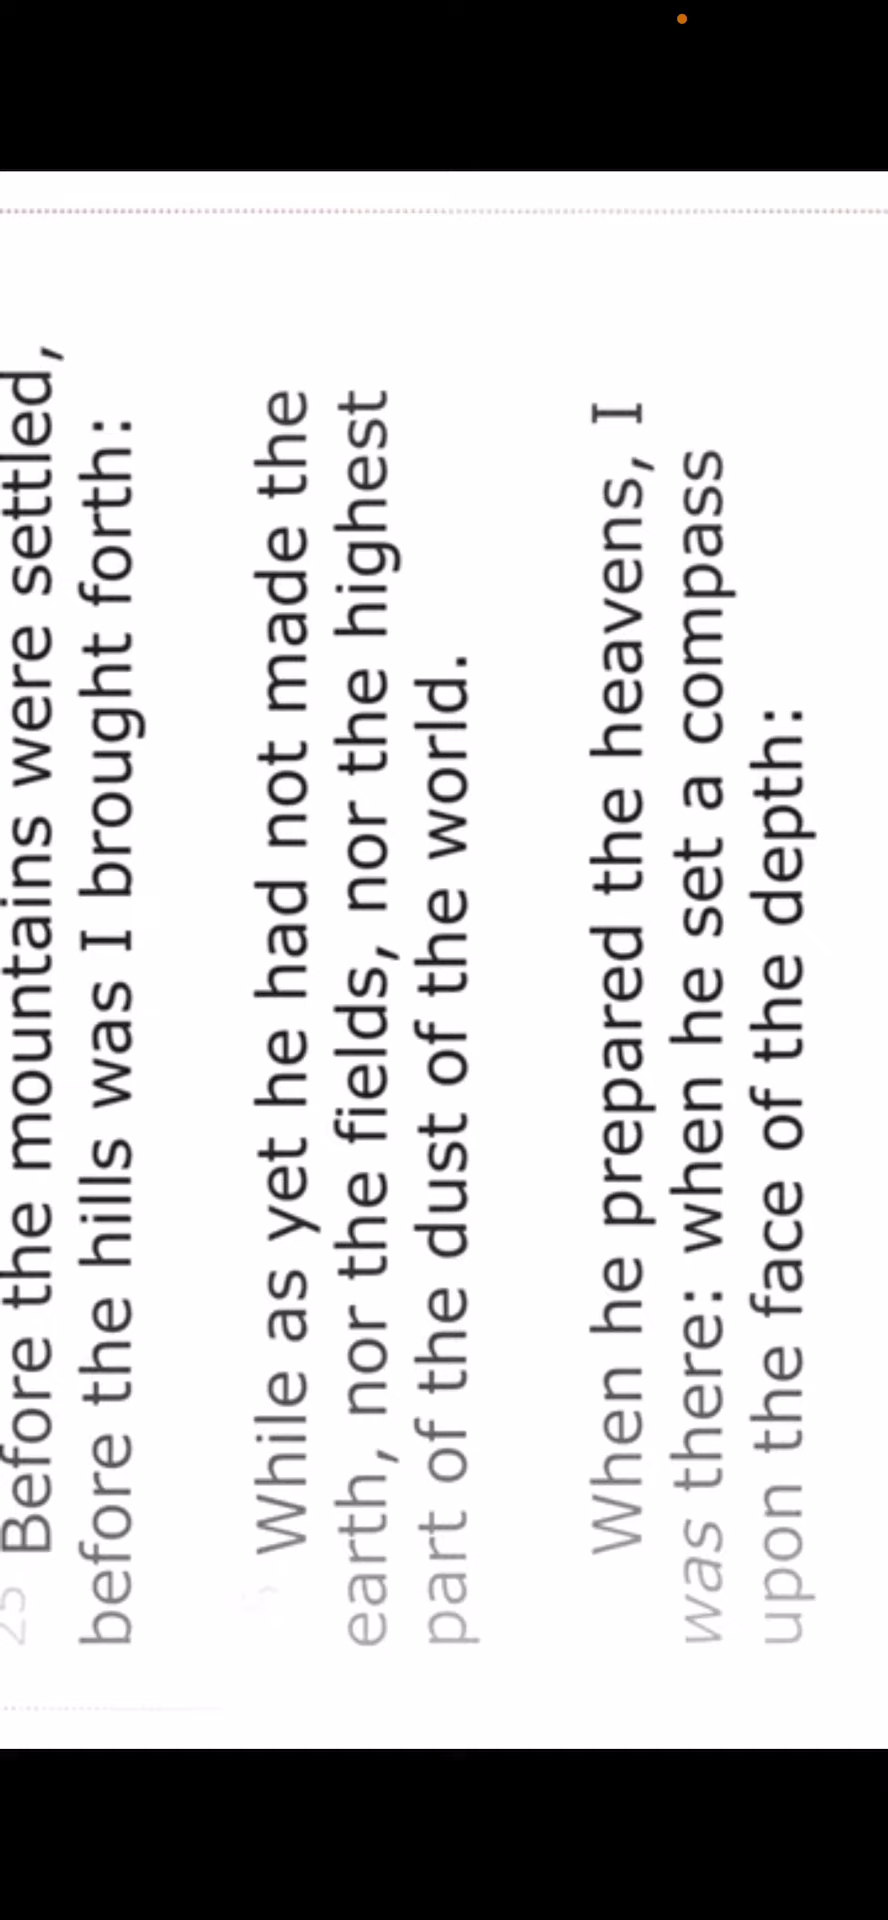 25 Before the mountains were settled,
before the hills was I brought forth:
While as yet he had not made the
earth, nor the fields, nor the highest
part of the dust of the world.
When he prepared the heavens, I
was there: when he set a compass
upon the face of the depth: